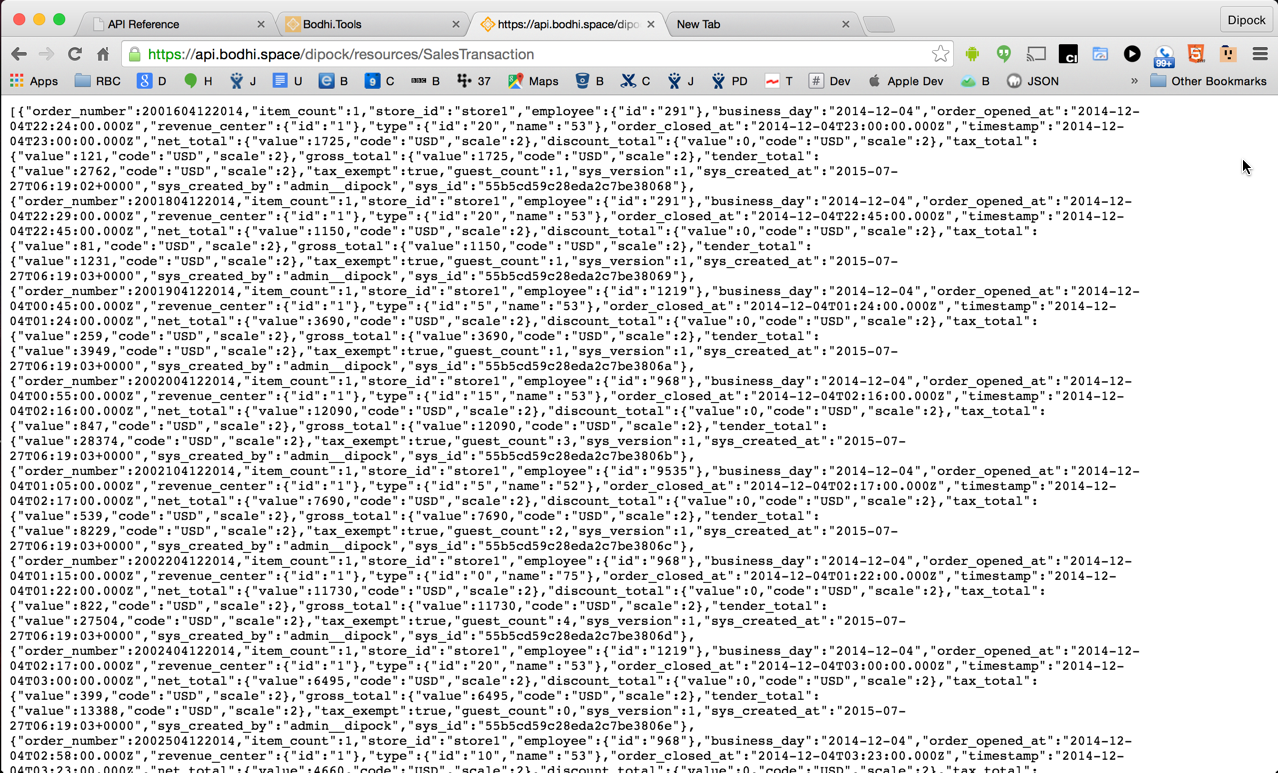 API Reference
Bodhi.Tools
https://api.bodhi.space/dipo
New Tab
Dipock
https://api.bodhi.space/dipock/resources/SalesTransaction
99+
Apps RBC D H J U B C BBC B 37 Maps B C J PD T Dev Apple Dev B JSON » Other Bookmarks
[{"order_number":2001604122014,"item_count":1,"store_id":"store1","employee":{"id":"291"},"business_day":"2014-12-04","order_opened_at":"2014-12-
04T22:24:00.000Z","revenue_center":{"id":"1"},"type":{"id":"20","name":"53"},"order_closed_at":"2014-12-04T23:00:00.000Z","timestamp":"2014-12-
04T23:00:00.000Z","net_total":{"value":1725,"code":"USD","scale":2},"discount_total":{"value":0,"code":"USD","scale":2},"tax_total":
{"value":121,"code":"USD","scale":2},"gross_total":{"value":1725,"code":"USD","scale":2},"tender_total":
{"value":2762,"code":"USD","scale":2},"tax_exempt":true,"guest_count":1,"sys_version":1,"sys_created_at":"2015-07-
27T06:19:02+0000","sys_created_by":"admin__dipock","sys_id":"55b5cd59c28eda2c7be38068"},
{"order_number":2001804122014,"item_count":1,"store_id":"store1","employee":{"id":"291"},"business_day":"2014-12-04","order_opened_at":"2014-12-
04T22:29:00.000Z","revenue_center":{"id":"1"},"type":{"id":"20","name":"53"},"order_closed_at":"2014-12-04T22:45:00.000Z","timestamp":"2014-12-
04T22:45:00.000Z","net_total":{"value":1150,"code":"USD","scale":2},"discount_total":{"value":0,"code":"USD","scale":2},"tax_total":
{"value":81,"code":"USD","scale":2},"gross_total":{"value":1150,"code":"USD","scale":2},"tender_total":
{"value":1231,"code":"USD","scale":2},"tax_exempt":true,"guest_count":1,"sys_version":1,"sys_created_at":"2015-07-
27T06:19:03+0000","sys_created_by":"admin__dipock","sys_id":"55b5cd59c28eda2c7be38069"},
{"order_number":2001904122014,"item_count":1,"store_id":"store1","employee":{"id":"1219"},"business_day":"2014-12-04","order_opened_at":"2014-12-
04T00:45:00.000Z","revenue_center":{"id":"1"},"type":{"id":"5","name":"53"},"order_closed_at":"2014-12-04T01:24:00.000Z","timestamp":"2014-12-
04T01:24:00.000Z","net_total":{"value":3690,"code":"USD","scale":2},"discount_total":{"value":0,"code":"USD","scale":2},"tax_total":
{"value":259,"code":"USD","scale":2},"gross_total":{"value":3690,"code":"USD","scale":2},"tender_total":
{"value":3949,"code":"USD","scale":2},"tax_exempt":true,"guest_count":1,"sys_version":1,"sys_created_at":"2015-07-
27T06:19:03+0000","sys_created_by":"admin__dipock","sys_id":"55b5cd59c28eda2c7be3806a"},
{"order_number":2002004122014,"item_count":1,"store_id":"store1","employee":{"id":"968"},"business_day":"2014-12-04","order_opened_at":"2014-12-
04T00:55:00.000Z","revenue_center":{"id":"1"},"type":{"id":"15","name":"53"},"order_closed_at":"2014-12-04T02:16:00.000Z","timestamp":"2014-12-
04T02:16:00.000Z","net_total":{"value":12090,"code":"USD","scale":2},"discount_total":{"value":0,"code":"USD","scale":2},"tax_total":
{"value":847,"code":"USD","scale":2},"gross_total":{"value":12090,"code":"USD","scale":2},"tender_total":
{"value":28374,"code":"USD","scale":2},"tax_exempt":true,"guest_count":3,"sys_version":1,"sys_created_at":"2015-07-
27T06:19:03+0000","sys_created_by":"admin__dipock","sys_id":"55b5cd59c28eda2c7be3806b"},
{"order_number":2002104122014,"item_count":1,"store_id":"store1","employee":{"id":"9535"},"business_day":"2014-12-04","order_opened_at":"2014-12-
04T01:05:00.000Z","revenue_center":{"id":"1"},"type":{"id":"5","name":"52"},"order_closed_at":"2014-12-04T02:17:00.000Z","timestamp":"2014-12-
04T02:17:00.000Z","net_total":{"value":7690,"code":"USD","scale":2},"discount_total":{"value":0,"code":"USD","scale":2},"tax_total":
{"value":539,"code":"USD","scale":2},"gross_total":{"value":7690,"code":"USD","scale":2},"tender_total":
{"value":8229,"code":"USD","scale":2},"tax_exempt":true,"guest_count":2,"sys_version":1,"sys_created_at":"2015-07-
27T06:19:03+0000","sys_created_by":"admin__dipock","sys_id":"55b5cd59c28eda2c7be3806c"},
{"order_number":2002204122014,"item_count":1,"store_id":"store1","employee":{"id":"968"},"business_day":"2014-12-04","order_opened_at":"2014-12-
04T01:15:00.000Z","revenue_center":{"id":"1"},"type":{"id":"0","name":"75"},"order_closed_at":"2014-12-04T01:22:00.000Z","timestamp":"2014-12-
04T01:22:00.000Z","net_total":{"value":11730,"code":"USD","scale":2},"discount_total":{"value":0,"code":"USD","scale":2},"tax_total":
{"value":822,"code":"USD","scale":2},"gross_total":{"value":11730,"code":"USD","scale":2},"tender_total":
{"value":27504,"code":"USD","scale":2},"tax_exempt":true,"guest_count":4,"sys_version":1,"sys_created_at":"2015-07-
27T06:19:03+0000","sys_created_by":"admin__dipock","sys_id":"55b5cd59c28eda2c7be3806d"},
{"order_number":2002404122014,"item_count":1,"store_id":"store1","employee":{"id":"1219"},"business_day":"2014-12-04","order_opened_at":"2014-12-
04T02:17:00.000Z","revenue_center":{"id":"1"},"type":{"id":"20","name":"53"},"order_closed_at":"2014-12-04T03:00:00.000Z","timestamp":"2014-12-
04T03:00:00.000Z","net_total":{"value":6495,"code":"USD","scale":2},"discount_total":{"value":0,"code":"USD","scale":2},"tax_total":
{"value":399,"code":"USD","scale":2},"gross_total":{"value":6495,"code":"USD","scale":2},"tender_total":
{"value":13388,"code":"USD","scale":2},"tax_exempt":true,"guest_count":0,"sys_version":1,"sys_created_at":"2015-07-
27T06:19:03+0000","sys_created_by":"admin__dipock","sys_id":"55b5cd59c28eda2c7be3806e"},
{"order_number":2002504122014,"item_count":1,"store_id":"store1","employee":{"id":"968"},"business_day":"2014-12-04","order_opened_at":"2014-12-
04T02:58:00.000Z","revenue_center":{"id":"1"},"type":{"id":"10","name":"53"},"order_closed_at":"2014-12-04T03:23:00.000Z","timestamp":"2014-12-
04T03:23:00.000Z","net_total":{"value":4660,"code":"USD","scale":2},"discount_total":{"value":0,"code":"USD","scale":2},"tax_total":